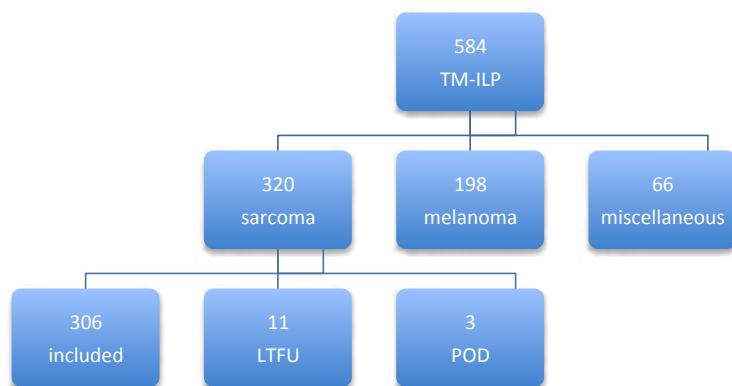 584
TM-ILP
320
sarcoma
198
melanoma
66
miscellaneous
306
included
11
LTFU
3
POD